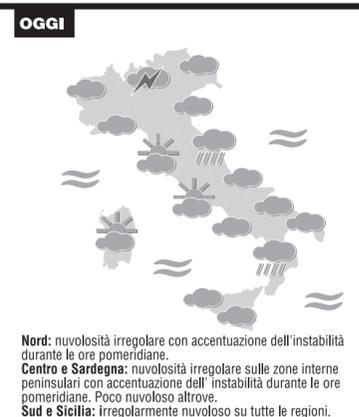 OGGI
Nord: nuvolosità irregolare con accentuazione dell'instabilità
durante le ore pomeridiane.
Centro e Sardegna: nuvolosità irregolare sulle zone interne
peninsulari con accentuazione dell' instabilità durante le ore
pomeridiane. Poco nuvoloso altrove.
Sud e Sicilia: irregolarmente nuvoloso su tutte le regioni.